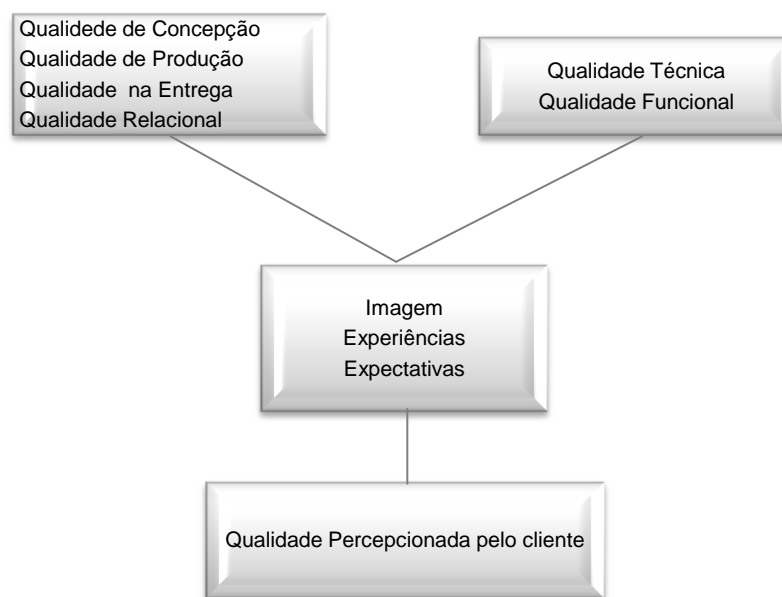 Qualidede de Concepção
Qualidade de Produção
Qualidade na Entrega
Qualidade Relacional
Qualidade Técnica
Qualidade Funcional
Imagem
Experiências
Expectativas
Qualidade Percepcionada pelo cliente